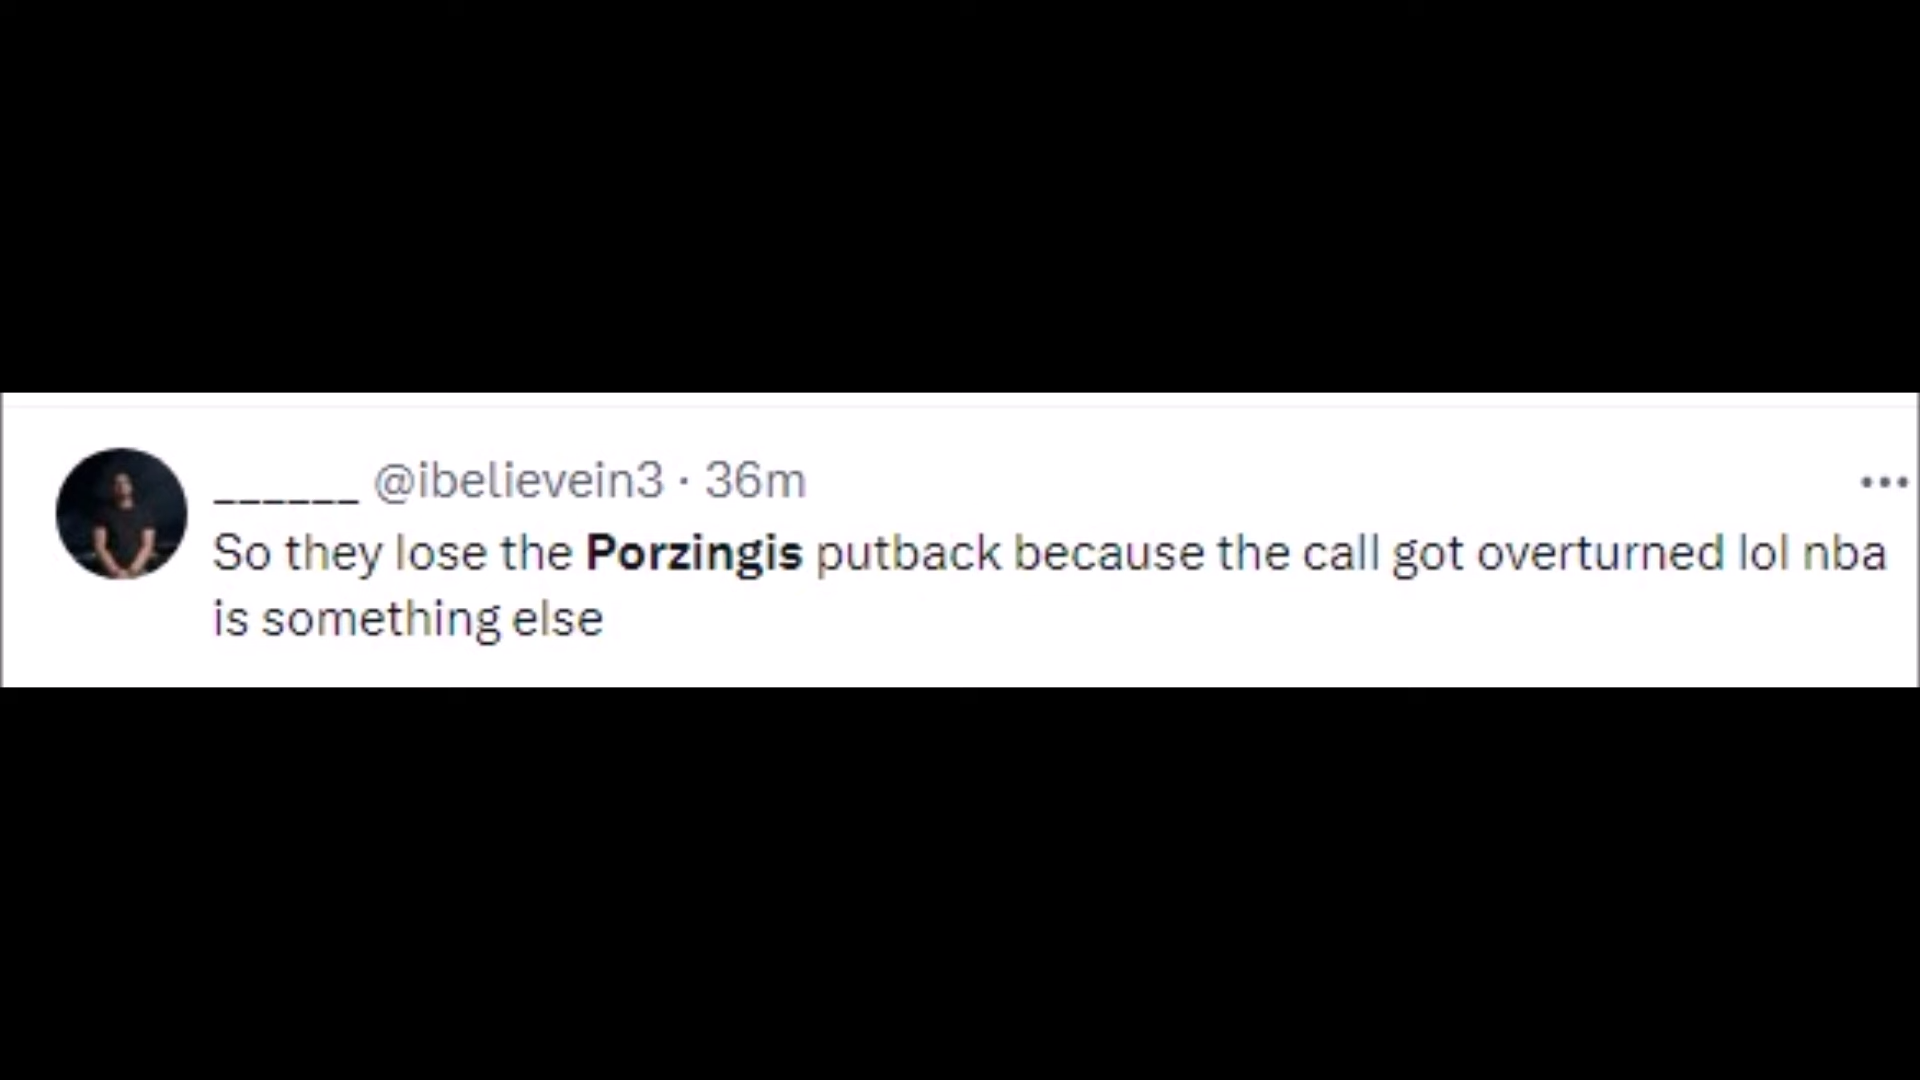 ______ @ibelievein3 · 36m
So they lose the Porzingis putback because the call got overturned lol nba
is something else